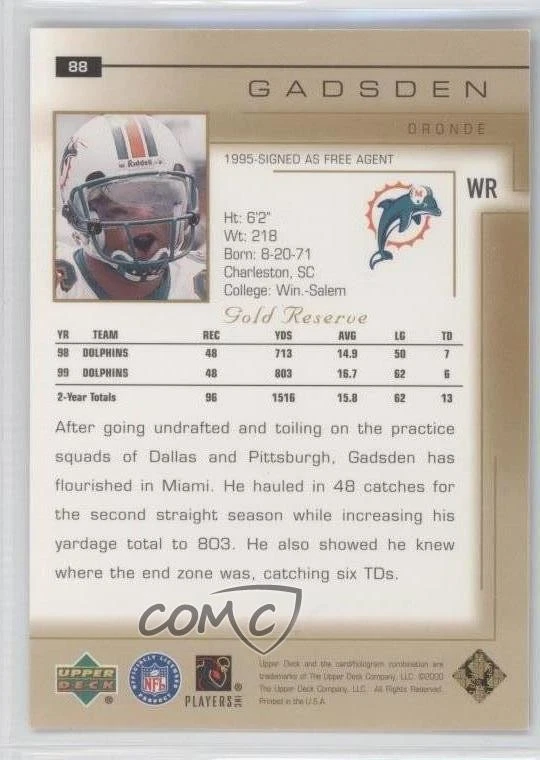 88
GADSDEN
ORONDE
1995-SIGNED AS FREE AGENT
WR
Riddell
M
Ht: 6'2"
Wt: 218
Born: 8-20-71
Charleston, SC
College: Win.-Salem
Gold Reserve
YR TEAM REC YDS AVG LG TD
98 DOLPHINS 48 713 14.9 50 7
99 DOLPHINS 48 803 16.7 62 6
2-Year Totals 96 1516 15.8 62 13
After going undrafted and toiling on the practice
squads of Dallas and Pittsburgh, Gadsden has
flourished in Miami. He hauled in 48 catches for
the second straight season while increasing his
yardage total to 803. He also showed he knew
where the end zone was, catching six TDs.
COMC
UPPER
DECK
®
OFFICIALLY LICENSED
NFL
PRODUCT
PLAYERS INC
®
Upper Deck and the card/hologram combination are
trademarks of The Upper Deck Company, LLC. ©2000
The Upper Deck Company, LLC. All Rights Reserved.
Printed in the U.S.A.